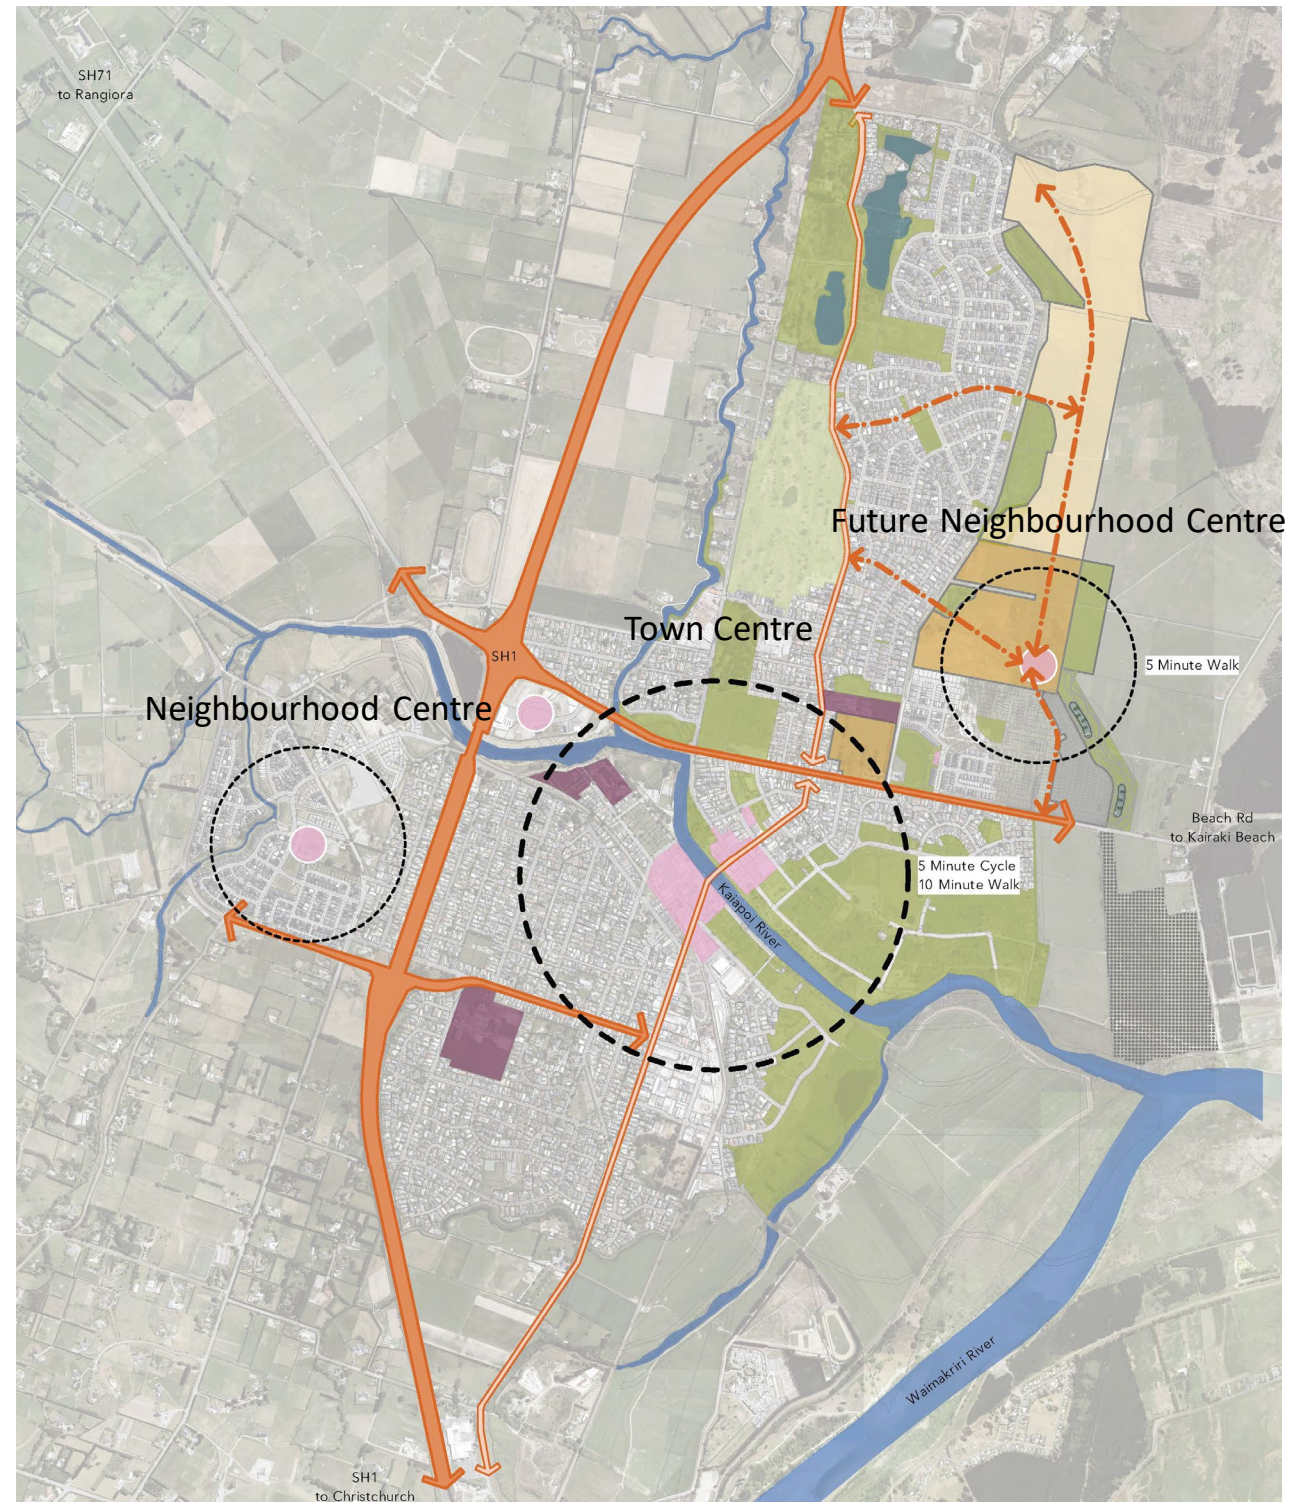 SH71
to Rangiora
Future Neighbourhood Centre
Town Centre
SH1
5 Minute Walk
Neighbourhood Centre
Beach Rd
to Kairaki Beach
5 Minute Cycle
10 Minute Walk
Kaiapoi River
Waimakriri River
SH1
to Christchurch